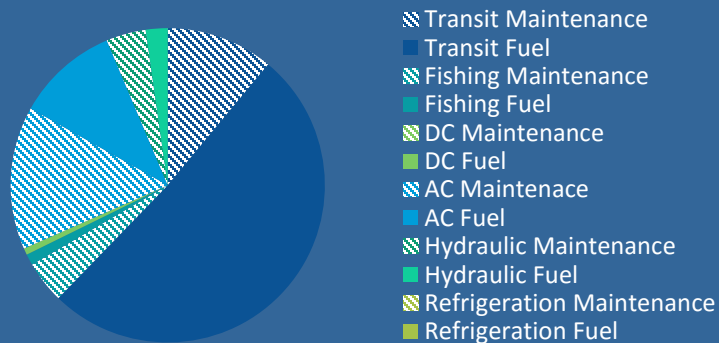 Transit Maintenance
Transit Fuel
Fishing Maintenance
Fishing Fuel
DC Maintenance
DC Fuel
AC Maintenace
AC Fuel
Hydraulic Maintenance
Hydraulic Fuel
Refrigeration Maintenance
Refrigeration Fuel